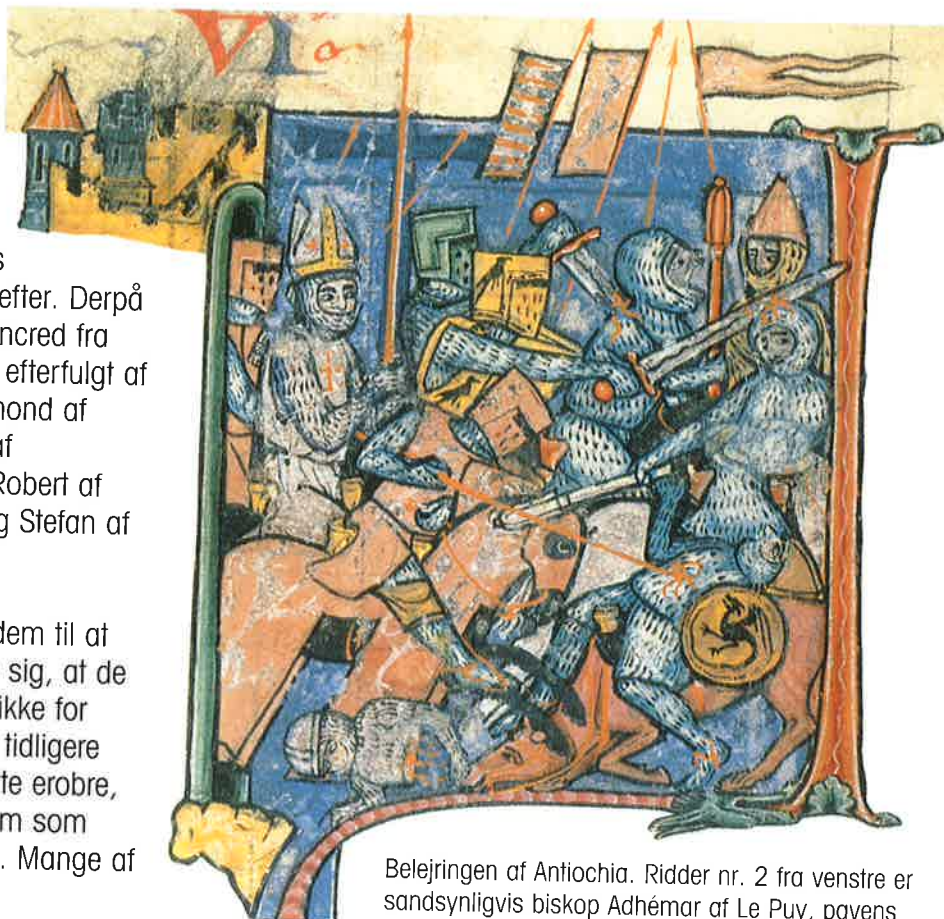 efter. Derpå
ncred fra
efterfulgt af
nond af
af
Robert af
g Stefan af
dem til at
sig, at de
ikke for
tidligere
te erobre,
m som
. Mange af
Belejringen af Antiochia. Ridder nr. 2 fra venstre er
sandsynligvis biskop Adhémar af Le Puy, pavens